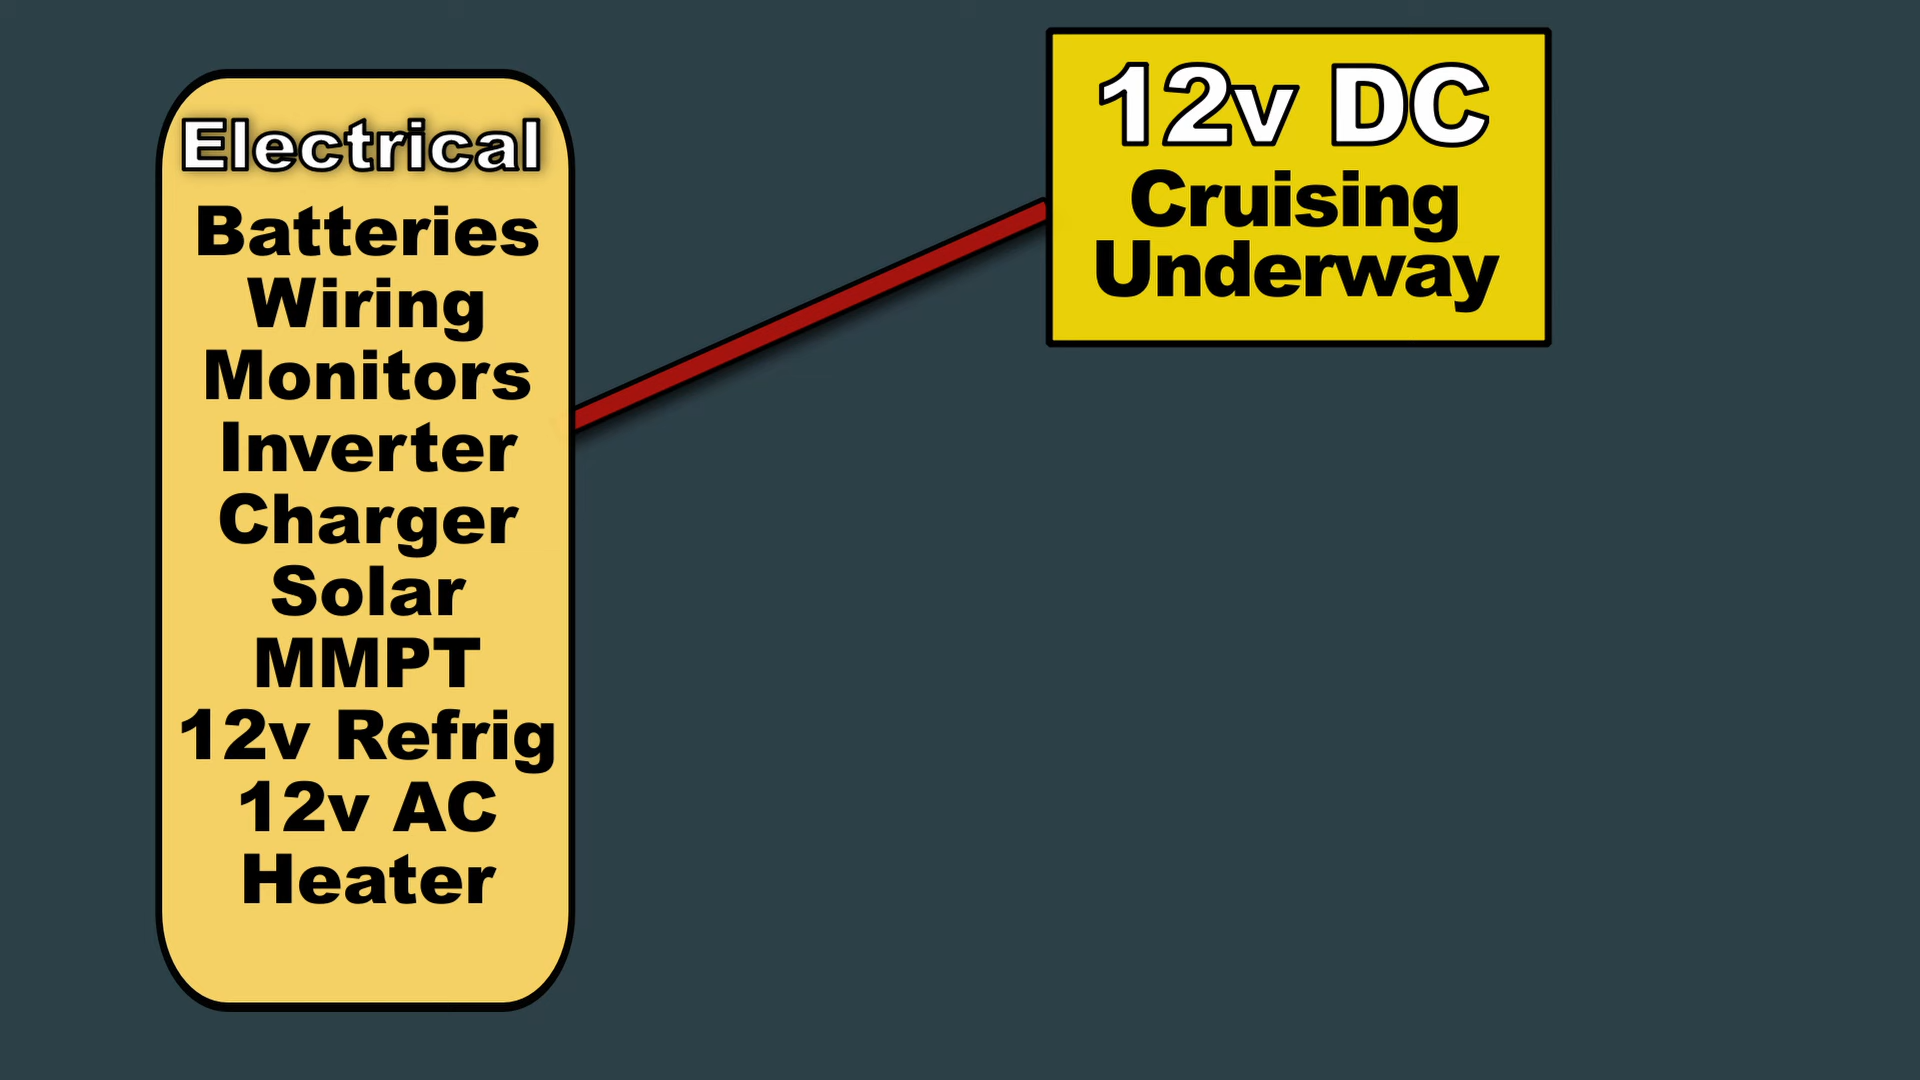 Electrical
Batteries
Wiring
Monitors
Inverter
Charger
Solar
MMPT
12v Refrig
12v AC
Heater
12v DC
Cruising
Underway